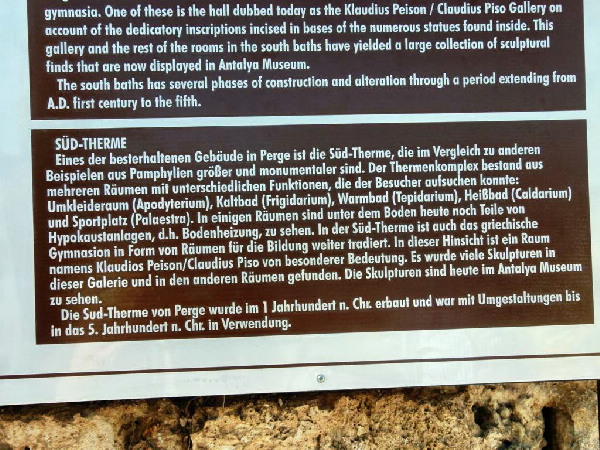 gymnasia. One of these is the hall dubbed today as the Klaudius Peison / Claudius Piso Gallery on
account of the dedicatory inscriptions incised in bases of the numerous statues found inside. This
gallery and the rest of the rooms in the south baths have yielded a large collection of sculptural
finds that are now displayed in Antalya Museum.
The south baths has several phases of construction and alteration through a period extending from
A.D. first century to the fifth.
SÜD-THERME
Eines der besterhaltenen Gebäude in Perge ist die Süd-Therme, die im Vergleich zu anderen
Beispielen aus Pamphylien größer und monumentaler sind. Der Thermenkomplex bestand aus
mehreren Räumen mit unterschiedlichen Funktionen, die der Besucher aufsuchen konnte:
Umkleideraum (Apodyterium), Kaltbad (Frigidarium), Warmbad (Tepidarium), Heißbad (Caldarium)
und Sportplatz (Palaestra). In einigen Räumen sind unter dem Boden heute noch Teile von
Hypokaustanlagen, d.h. Bodenheizung, zu sehen. In der Süd-Therme ist auch das griechische
Gymnasion in Form von Räumen für die Bildung weiter tradiert. In dieser Hinsicht ist ein Raum
namens Klaudios Peison/Claudius Piso von besonderer Bedeutung. Es wurde viele Skulpturen in
dieser Galerie und in den anderen Räumen gefunden. Die Skulpturen sind heute im Antalya Museum
zu sehen.
Die Sud-Therme von Perge wurde im 1 Jahrhundert n. Chr. erbaut und war mit Umgestaltungen bis
in das 5. Jahrhundert n. Chr. in Verwendung.